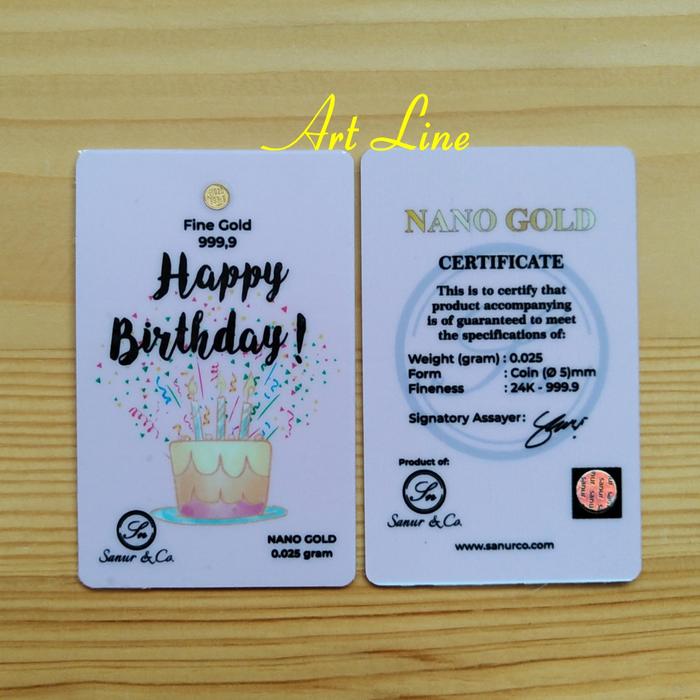 Art Line
Fine Gold
999,9
Happy
Birthday!
Sn
Sanur & Co.
NANO GOLD
0.025 gram
NANO GOLD
CERTIFICATE
This is to certify that
product accompanying
is of guaranteed to meet
the specifications of:
Weight (gram) : 0.025
Form : Coin (Ø 5)mm
Fineness : 24K - 999.9
Signatory Assayer:
Product of:
Sn
Sanur & Co.
www.sanurco.com